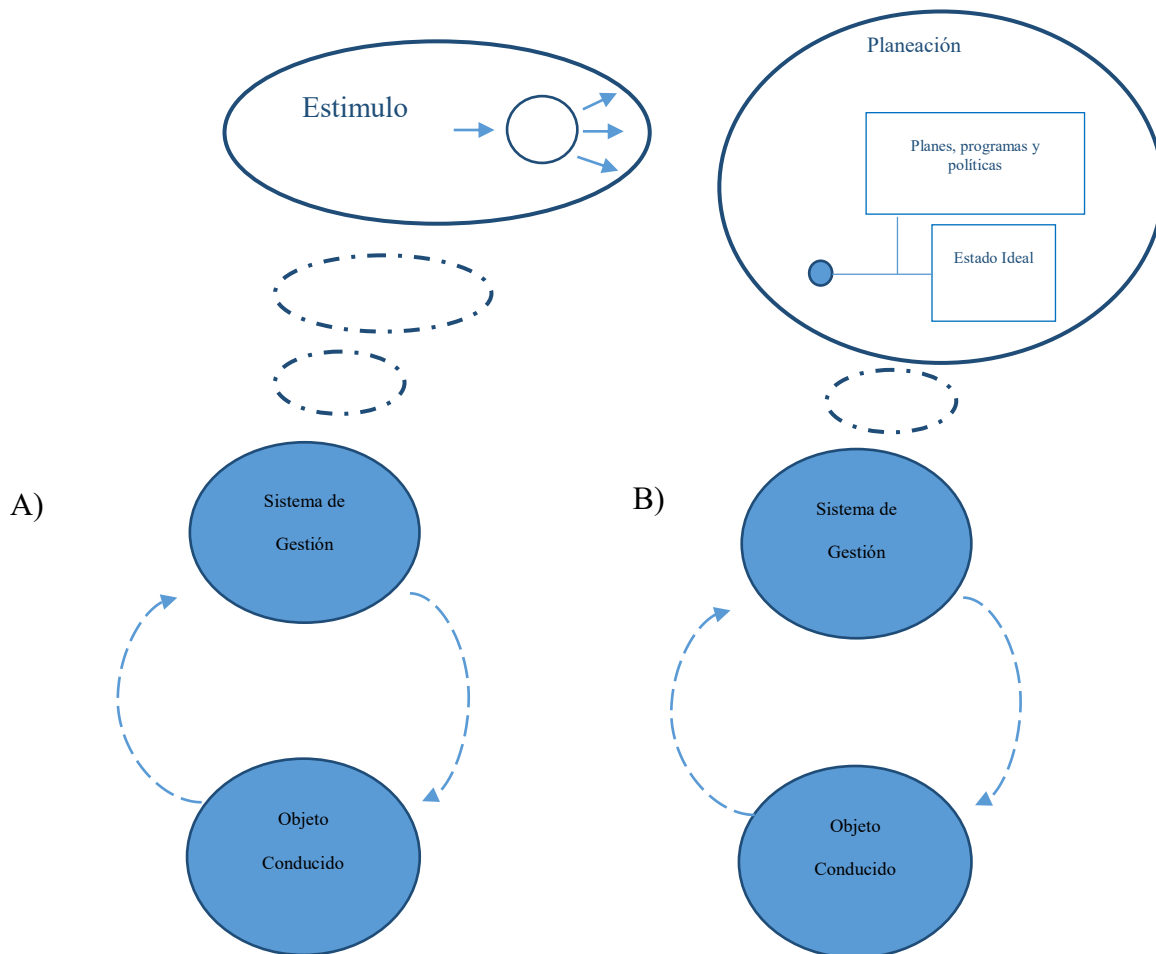 Estimulo
Planeación
Planes, programas y
políticas
Estado Ideal
A)
Sistema de
Gestión
B)
Sistema de
Gestión
Objeto
Conducido
Objeto
Conducido